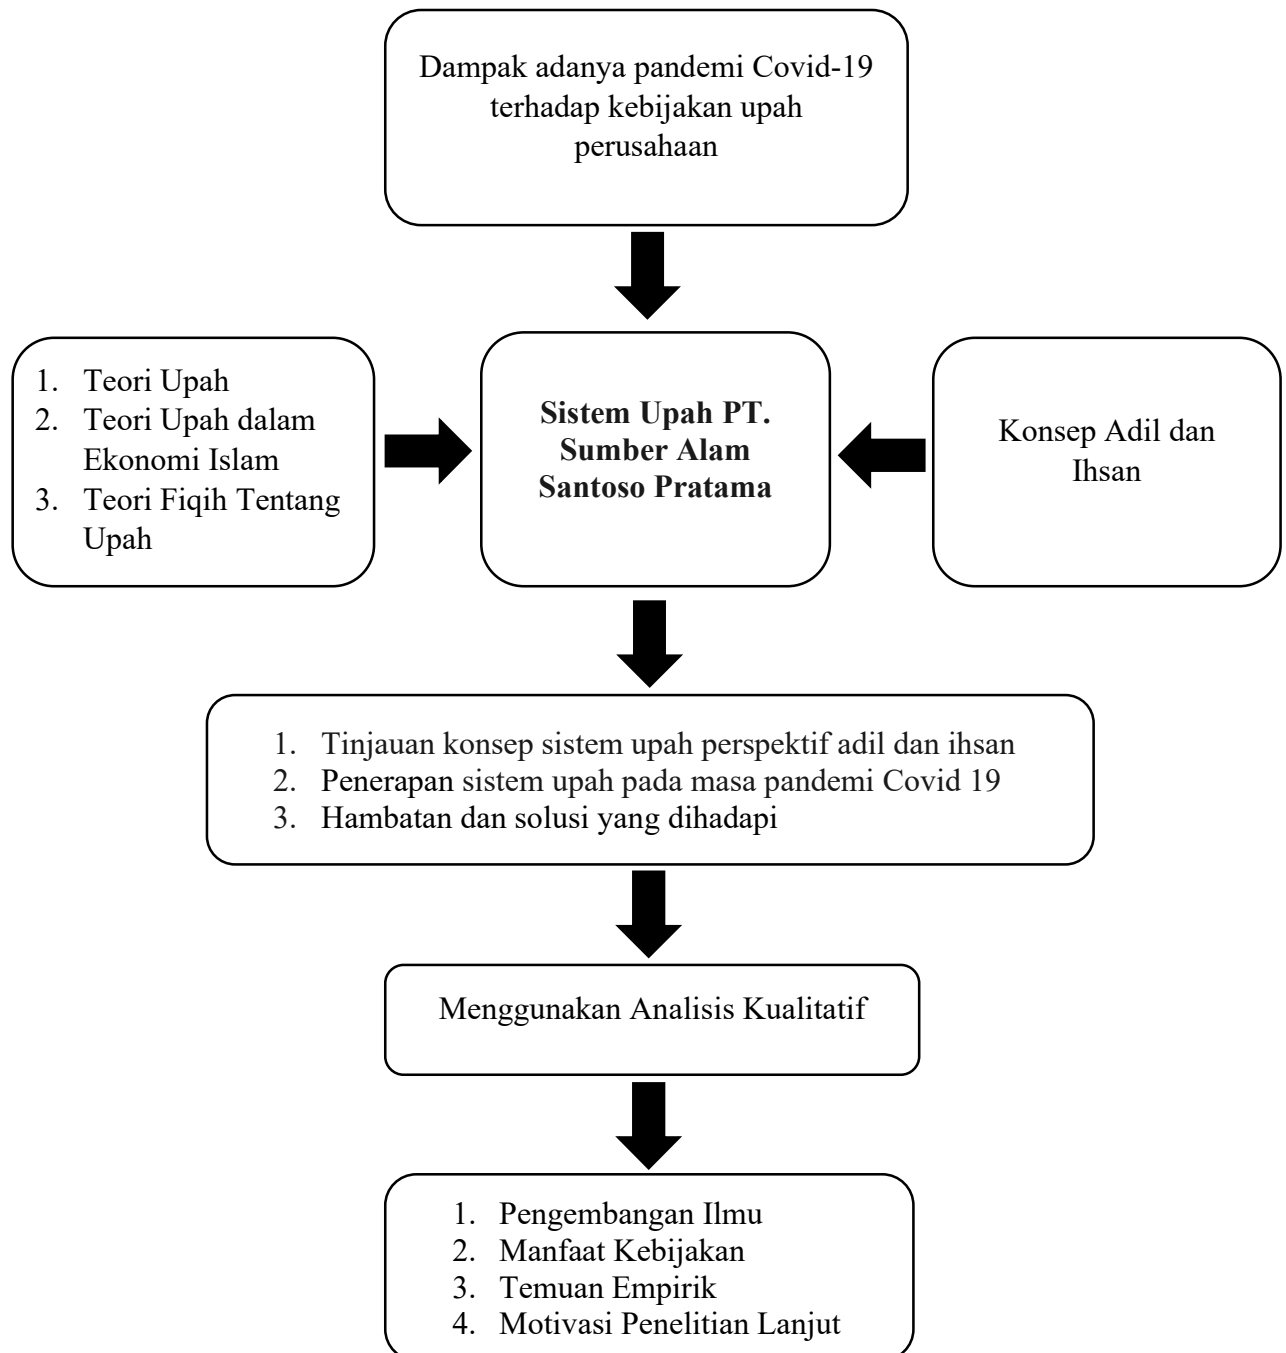 Dampak adanya pandemi Covid-19
terhadap kebijakan upah
perusahaan
1. Teori Upah
2. Teori Upah dalam
Ekonomi Islam
3. Teori Fiqih Tentang
Upah
Sistem Upah PT.
Sumber Alam
Santoso Pratama
Konsep Adil dan
Ihsan
1. Tinjauan konsep sistem upah perspektif adil dan ihsan
2. Penerapan sistem upah pada masa pandemi Covid 19
3. Hambatan dan solusi yang dihadapi
Menggunakan Analisis Kualitatif
1. Pengembangan Ilmu
2. Manfaat Kebijakan
3. Temuan Empirik
4. Motivasi Penelitian Lanjut